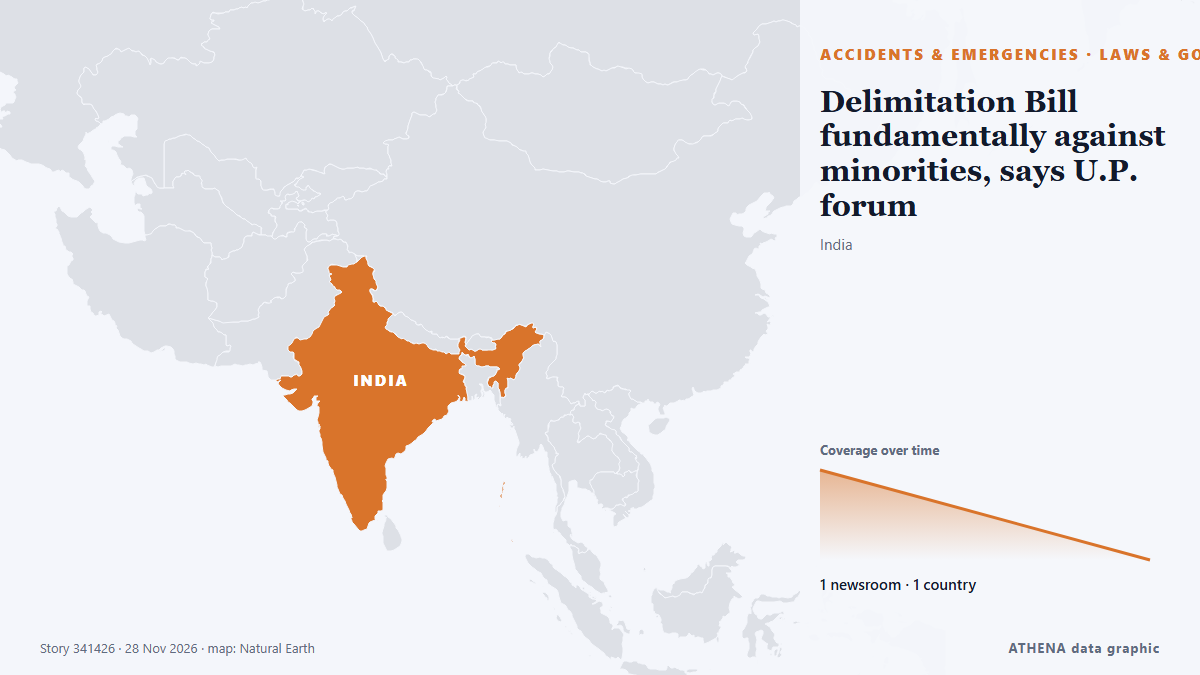 ACCIDENTS & EMERGENCIES · LAWS & GO
Delimitation Bill
fundamentally against
minorities, says U.P.
forum
India
INDIA
Coverage over time
1 newsroom · 1 country
Story 341426 · 28 Nov 2026 · map: Natural Earth
ATHENA data graphic